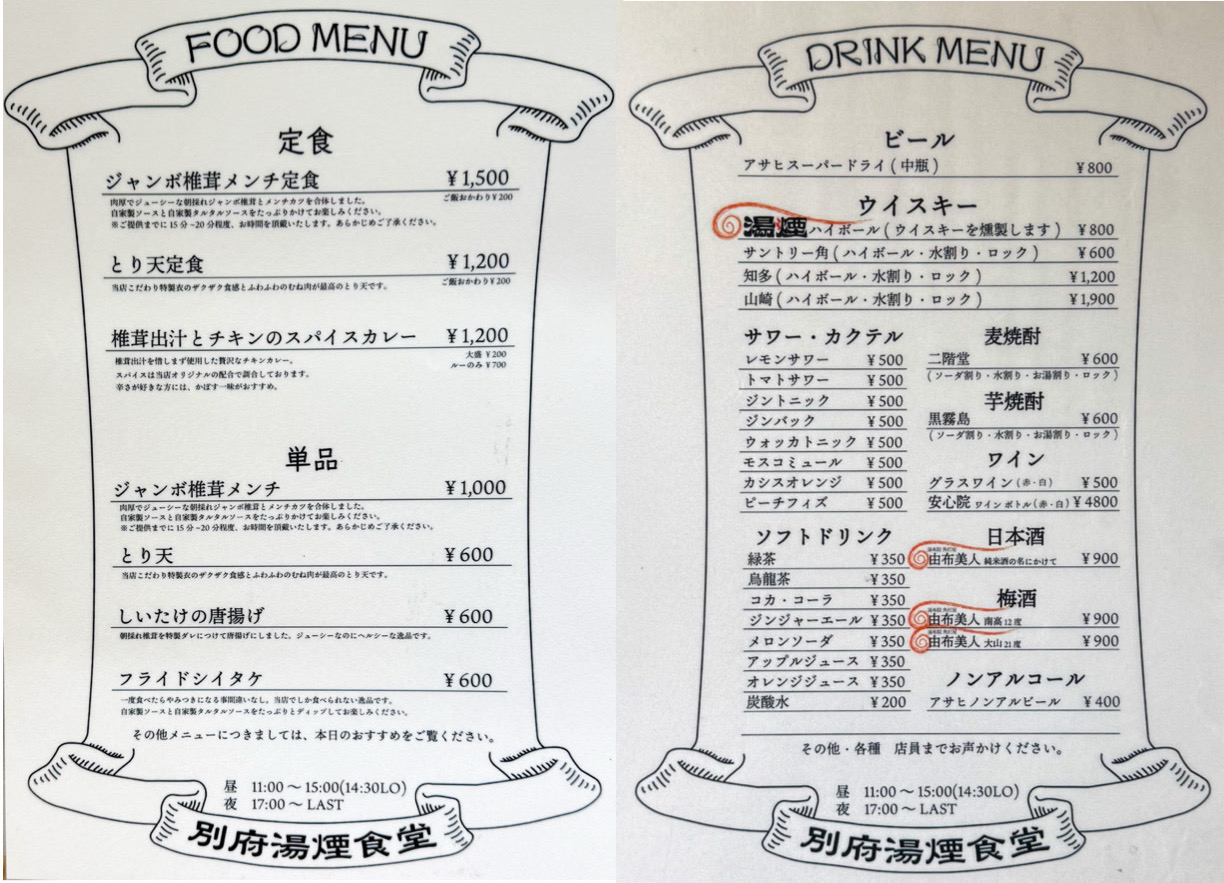 FOOD MENU
定食
ジャンボ椎茸メンチ定食 ¥1,500
ご飯おかわり¥200
肉厚でジューシーな朝採れジャンボ椎茸とメンチカツを合体しました。
自家製ソースと自家製タルタルソースをたっぷりかけてお楽しみください。
※ご提供までに15分~20分程度、お時間を頂戴いたします。あらかじめご了承ください。
とり天定食 ¥1,200
ご飯おかわり¥200
当店こだわり特製衣のザクザク食感とふわふわのむね肉が最高のとり天です。
椎茸出汁とチキンのスパイスカレー ¥1,200
大盛 ¥200
ルーのみ ¥700
椎茸出汁を惜しまず使用した贅沢なチキンカレー。
スパイスは当店オリジナルの配合で調合しております。
辛さが好きな方には、かぼす一味がおすすめ。
単品
ジャンボ椎茸メンチ ¥1,000
肉厚でジューシーな朝採れジャンボ椎茸とメンチカツを合体しました。
自家製ソースと自家製タルタルソースをたっぷりかけてお楽しみください。
※ご提供までに15分~20分程度、お時間を頂戴いたします。あらかじめご了承ください。
とり天 ¥600
当店こだわり特製衣のザクザク食感とふわふわのむね肉が最高のとり天です。
しいたけの唐揚げ ¥600
朝採れ椎茸を特製ダレにつけて唐揚げにしました。ジューシーなのにヘルシーな逸品です。
フライドシイタケ ¥600
一度食べたらやみつきになる事間違いなし。当店でしか食べられない逸品です。
自家製ソースと自家製タルタルソースをたっぷりとディップしてお楽しみください。
その他メニューにつきましては、本日のおすすめをご覧ください。
昼 11:00〜15:00(14:30LO)
夜 17:00〜LAST
別府湯煙食堂
DRINK MENU
ビール
アサヒスーパードライ(中瓶) ¥800
ウイスキー
湯煙ハイボール(ウイスキーを燻製します) ¥800
サントリー角(ハイボール・水割り・ロック) ¥600
知多(ハイボール・水割り・ロック) ¥1,200
山崎(ハイボール・水割り・ロック) ¥1,900
サワー・カクテル
レモンサワー ¥500
トマトサワー ¥500
ジントニック ¥500
ジンバック ¥500
ウォッカトニック ¥500
モスコミュール ¥500
カシスオレンジ ¥500
ピーチフィズ ¥500
ソフトドリンク
緑茶 ¥350
烏龍茶 ¥350
コカ・コーラ ¥350
ジンジャーエール ¥350
メロンソーダ ¥350
アップルジュース ¥350
オレンジジュース ¥350
炭酸水 ¥200
麦焼酎
二階堂 ¥600
(ソーダ割り・水割り・お湯割り・ロック)
芋焼酎
黒霧島 ¥600
(ソーダ割り・水割り・お湯割り・ロック)
ワイン
グラスワイン(赤・白) ¥500
安心院 ワインボトル(赤・白) ¥4800
日本酒
由布美人 純米酒の名にかけて ¥900
梅酒
由布美人 南高12度 ¥900
由布美人 大山21度 ¥900
ノンアルコール
アサヒノンアルビール ¥400
その他・各種 店員までお声かけください。
昼 11:00〜15:00(14:30LO)
夜 17:00〜LAST
別府湯煙食堂